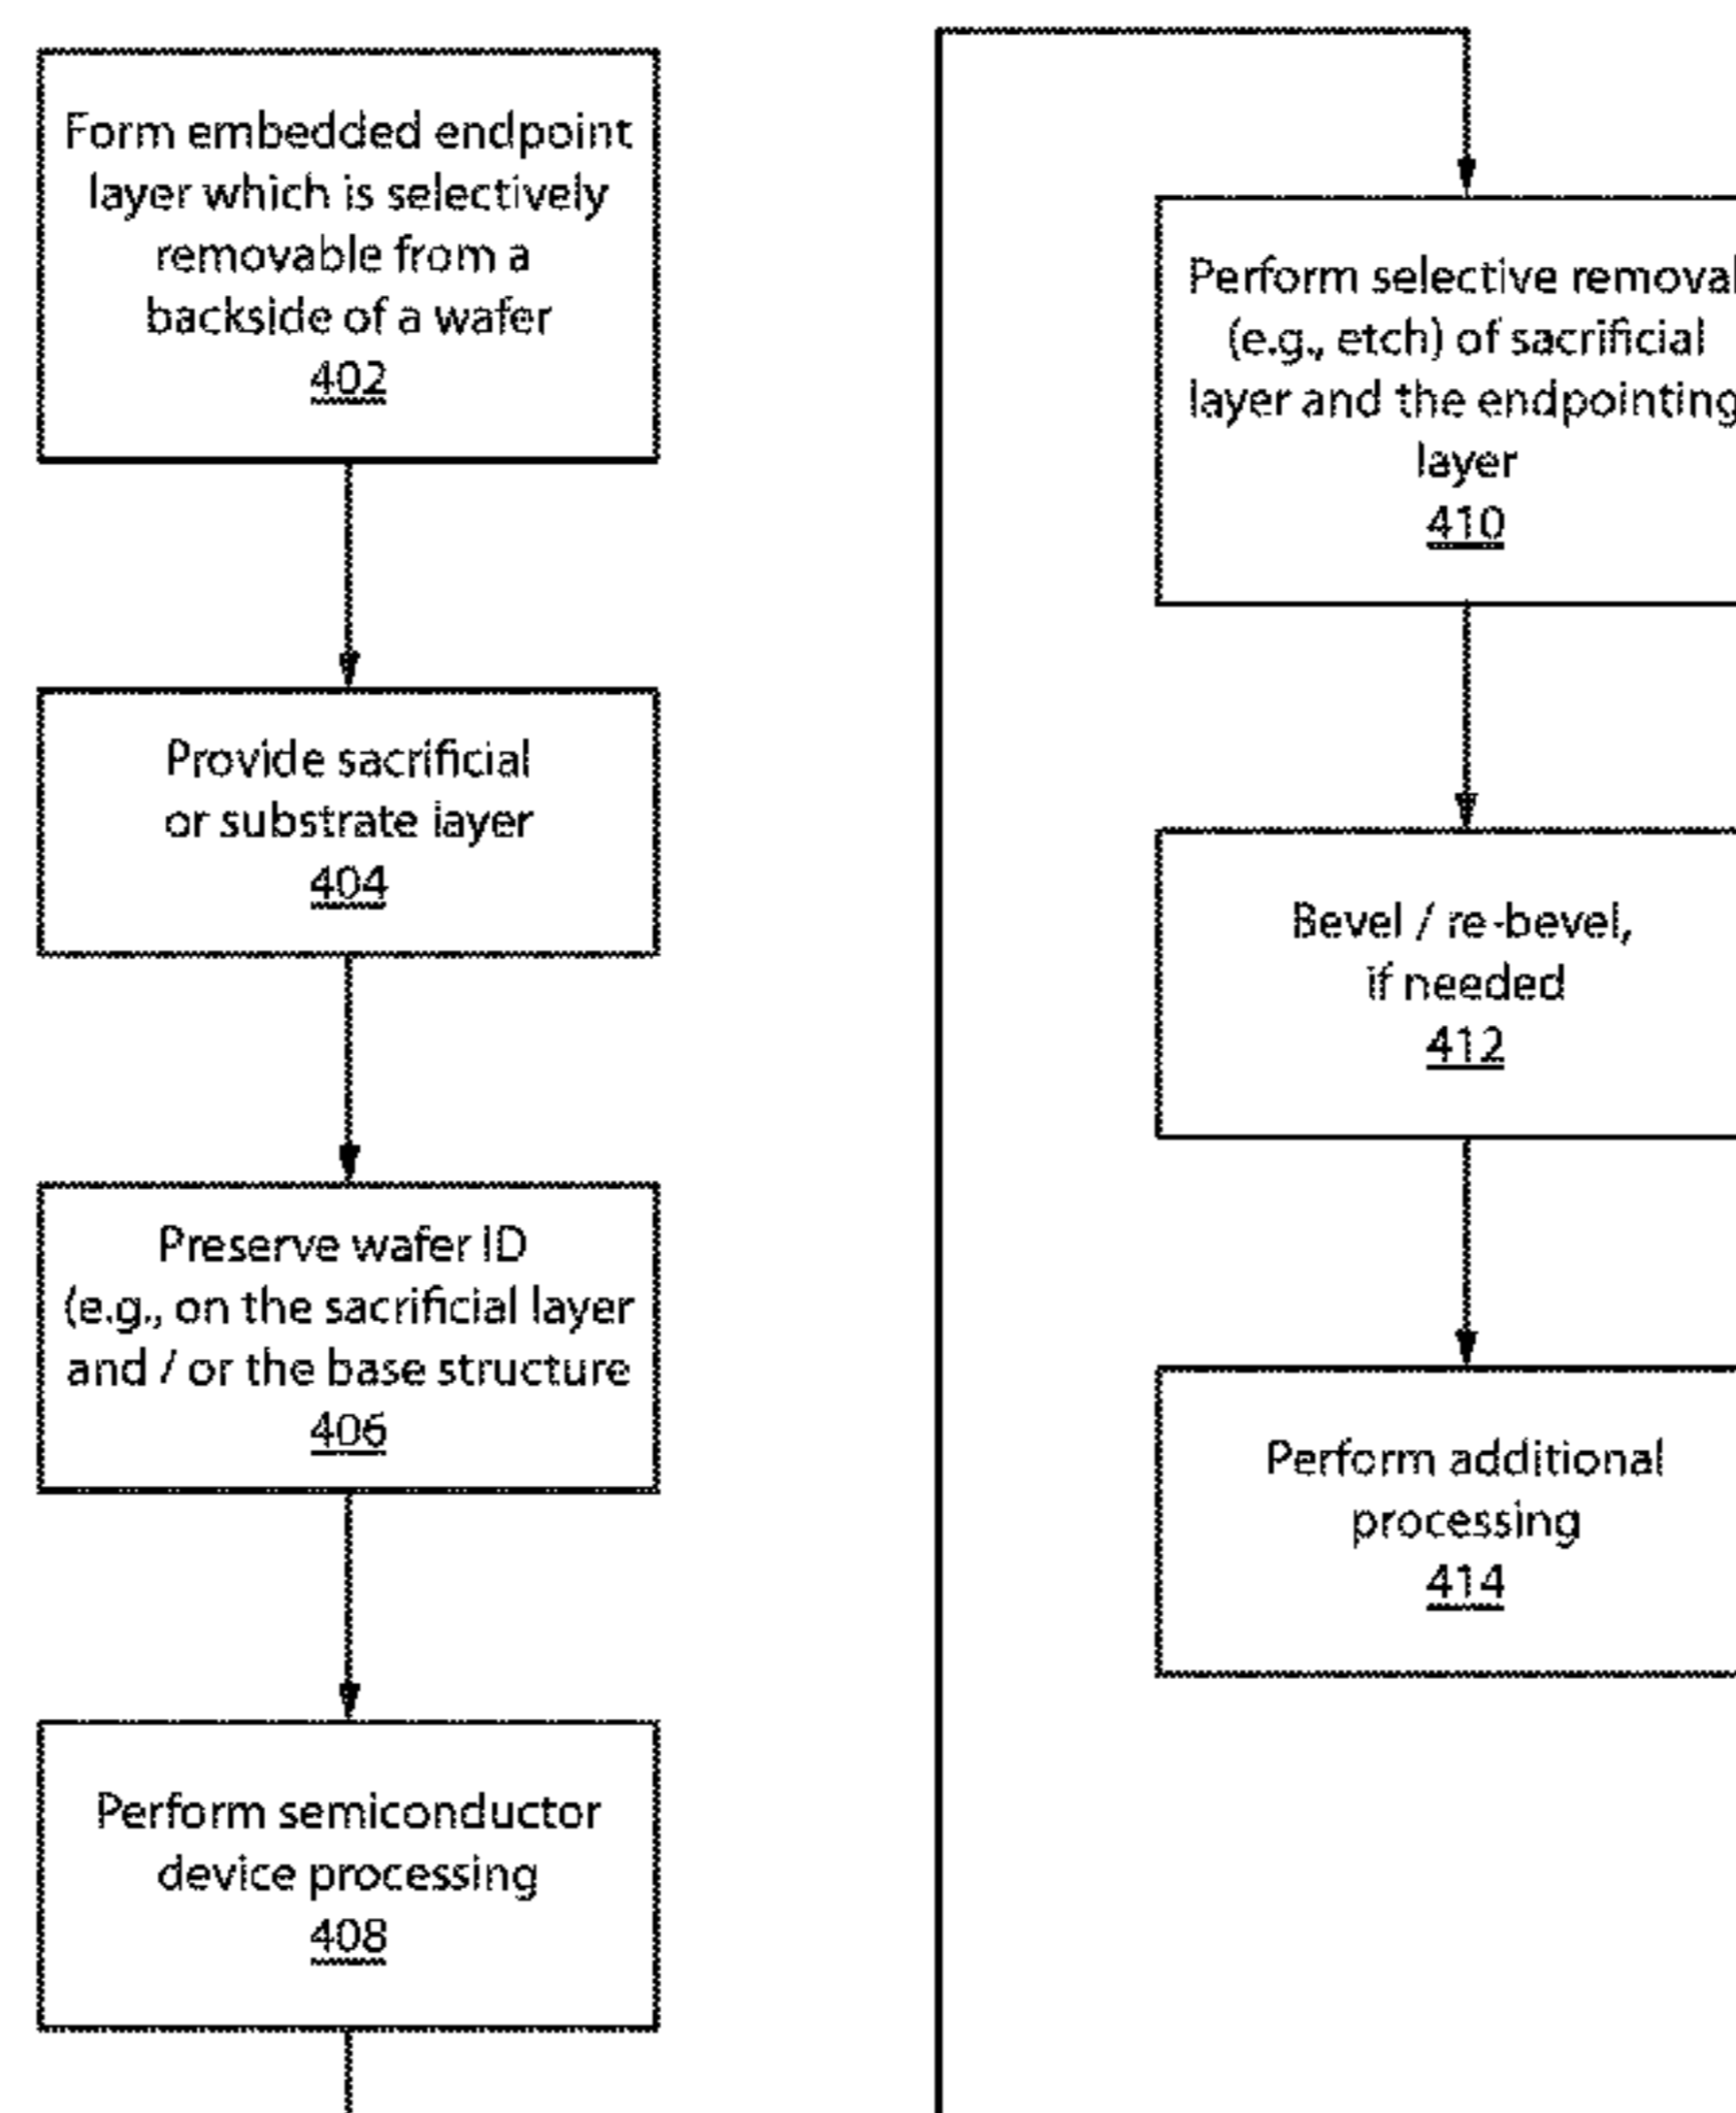 Form embedded endpoint
layer which is selectively
removable from a
backside of a wafer
402
Provide sacrificial
or substrate layer
404
Preserve wafer ID
(e.g., on the sacrificial layer
and / or the base structure
406
Perform semiconductor
device processing
408
Perform selective removal
(e.g., etch) of sacrificial
layer and the endpointing
layer
410
Bevel / re-bevel,
if needed
412
Perform additional
processing
414